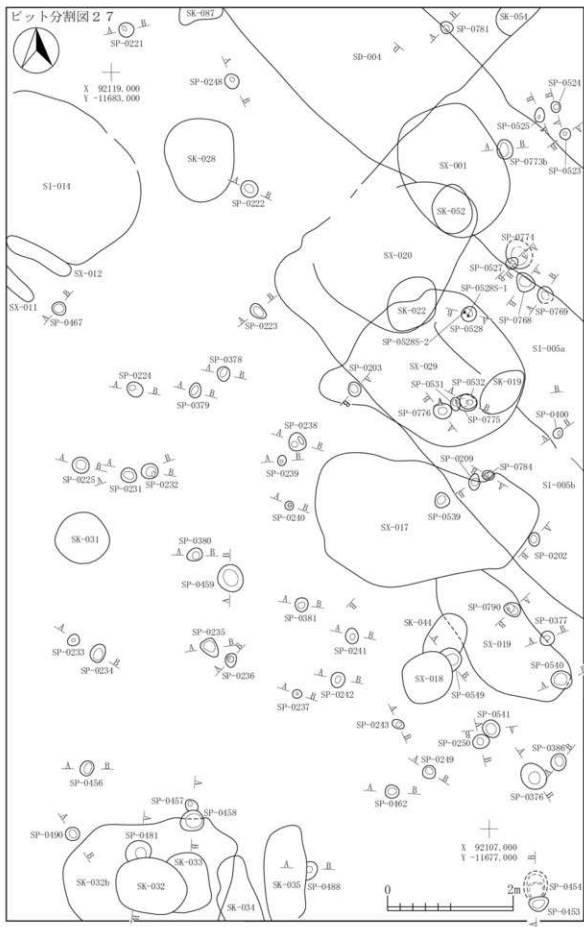 ピット分割図27
SK-087
SK-054
SP-0221
SP-0781
SD-004
X 92119.000
Y -11683.000
SP-0248
SP-0524
SP-0525
SP-0523
SK-028
SX-001
SP-0773b
SI-014
SP-0222
SK-052
SP-0774
SX-020
SP-0527
SX-012
SX-011
SP-0467
SP-0223
SK-022
SP-0528S-1
SP-0528
SP-0768
SP-0769
SP-0528S-2
SI-005a
SP-0378
SX-029
SP-0203
SP-0224
SP-0379
SP-0531
SP-0532
SK-019
SP-0776
SP-0775
SP-0400
SP-0238
SP-0239
SP-0225
SP-0231
SP-0232
SP-0209
SP-0784
SI-005b
SP-0240
SP-0539
SX-017
SK-031
SP-0202
SP-0380
SP-0459
SP-0381
SP-0790
SP-0377
SK-044
SX-019
SP-0233
SP-0235
SP-0241
SP-0234
SP-0236
SP-0540
SX-018
SP-0549
SP-0242
SP-0237
SP-0243
SP-0541
SP-0250
SP-0386
SP-0249
SP-0456
SP-0376
SP-0462
SP-0457
SP-0458
SP-0490
SP-0481
X 92107.000
Y -11677.000
SK-033
SK-032b
SK-032
SK-035
SP-0488
SK-034
0
2m
SP-0454
SP-0453